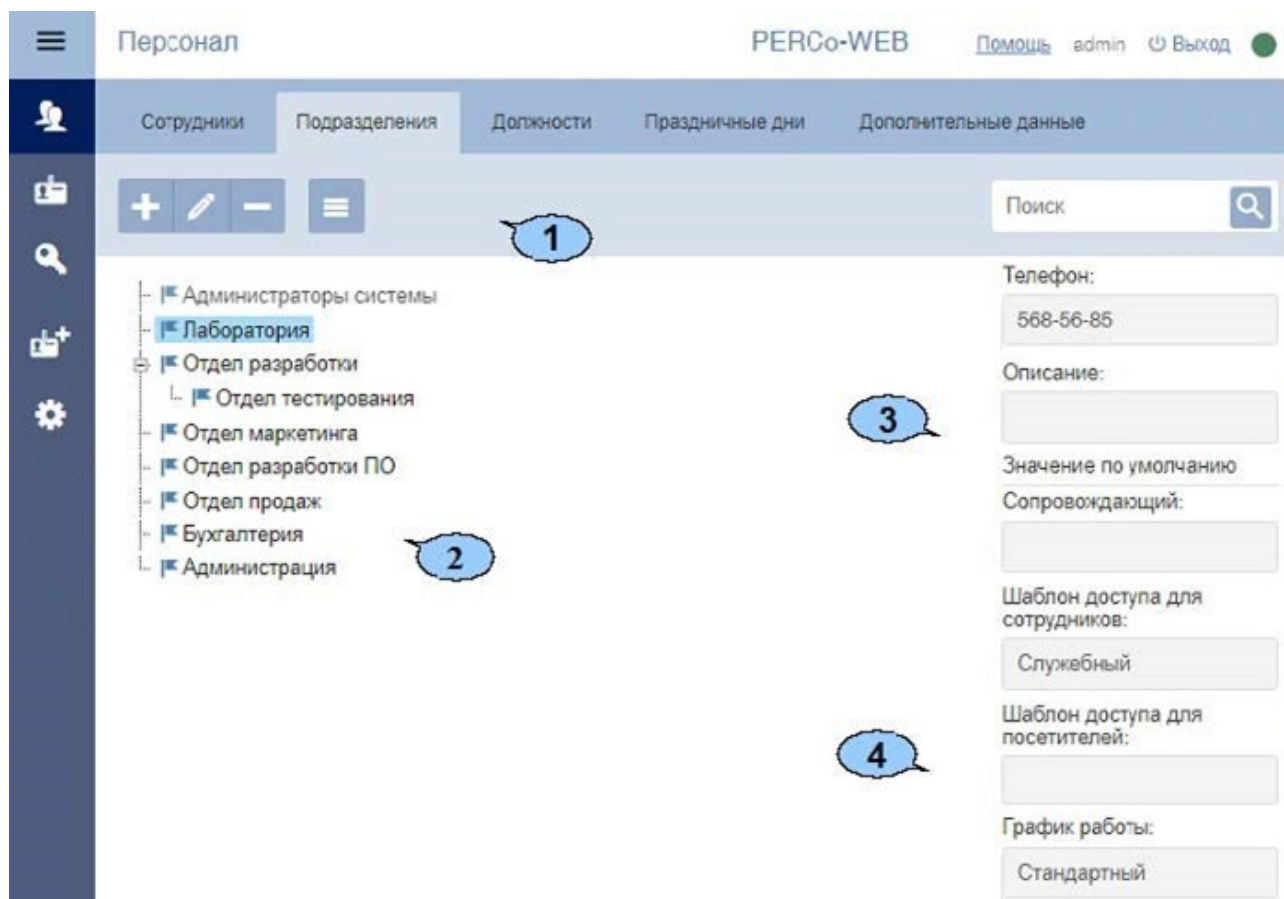 Персонал PERCo-WEB Помощь admin Выход
Сотрудники Подразделения Должности Праздничные дни Дополнительные данные
Поиск
1
Администраторы системы
Лаборатория
Отдел разработки
Отдел тестирования
Отдел маркетинга
Отдел разработки ПО
Отдел продаж
Бухгалтерия
Администрация
2
Телефон:
568-56-85
Описание:
3
Значение по умолчанию
Сопровождающий:
Шаблон доступа для
сотрудников:
Служебный
Шаблон доступа для
посетителей:
4
График работы:
Стандартный